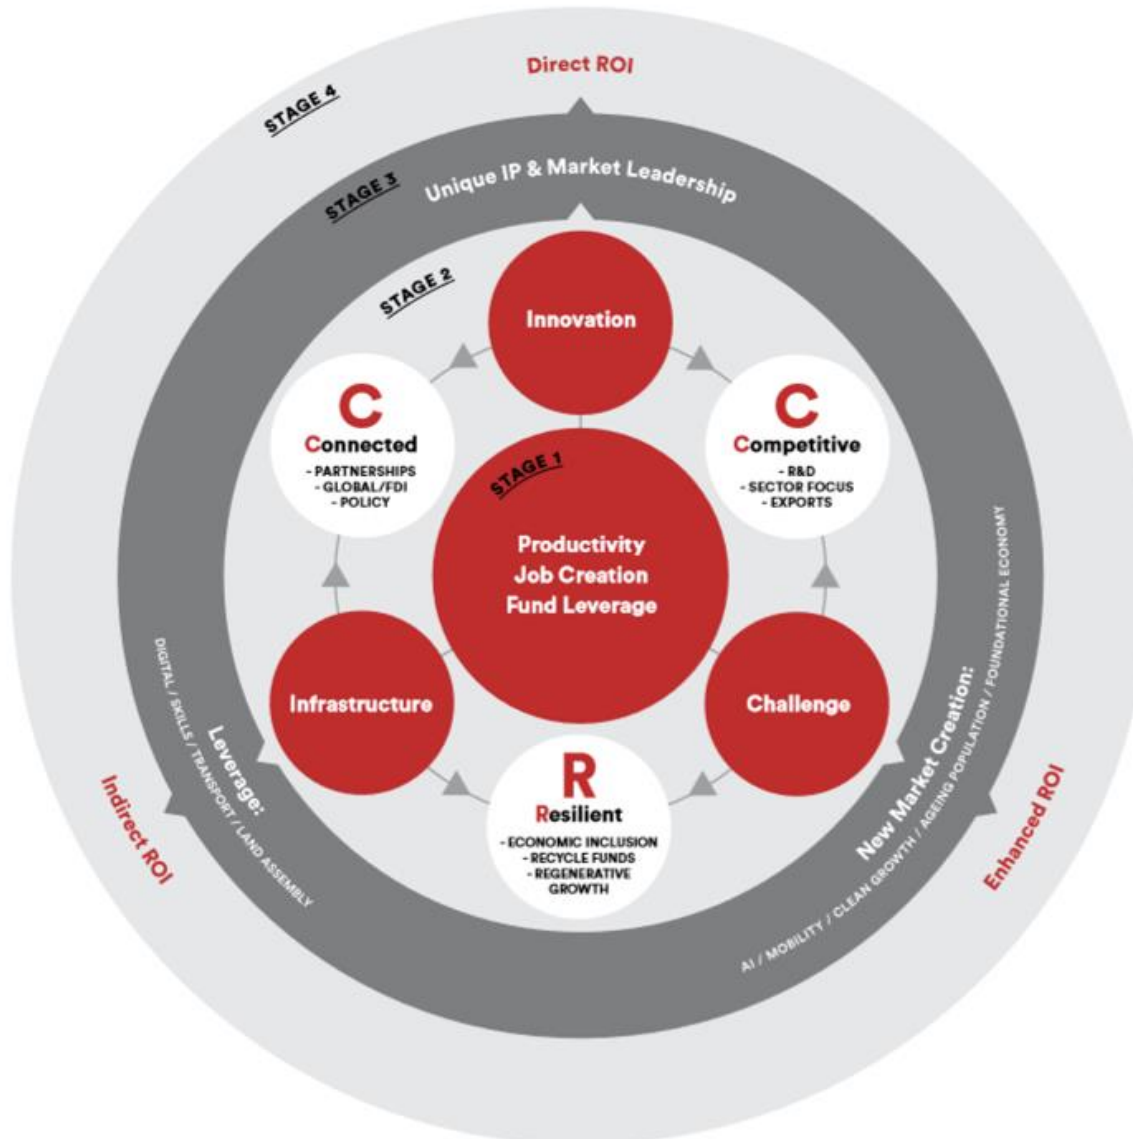 Direct ROI
STAGE 4
Unique IP & Market Leadership
STAGE 3
STAGE 2
Innovation
C
Connected
- PARTNERSHIPS
- GLOBAL/FDI
- POLICY
C
Competitive
- R&D
- SECTOR FOCUS
- EXPORTS
STAGE 1
Productivity
Job Creation
Fund Leverage
Infrastructure
Challenge
R
Resilient
- ECONOMIC INCLUSION
- RECYCLE FUNDS
- REGENERATIVE
GROWTH
Leverage:
DIGITAL / SKILLS / TRANSPORT / LAND ASSEMBLY
New Market Creation:
AI / MOBILITY / CLEAN GROWTH / AGEING POPULATION / FOUNDATIONAL ECONOMY
Indirect ROI
Enhanced ROI